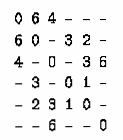 0 6 4 - - -
6 0 - 3 2 -
4 - 0 - 3 6
- 3 - 0 1 -
- 2 3 1 0 -
- - 6 - - 0